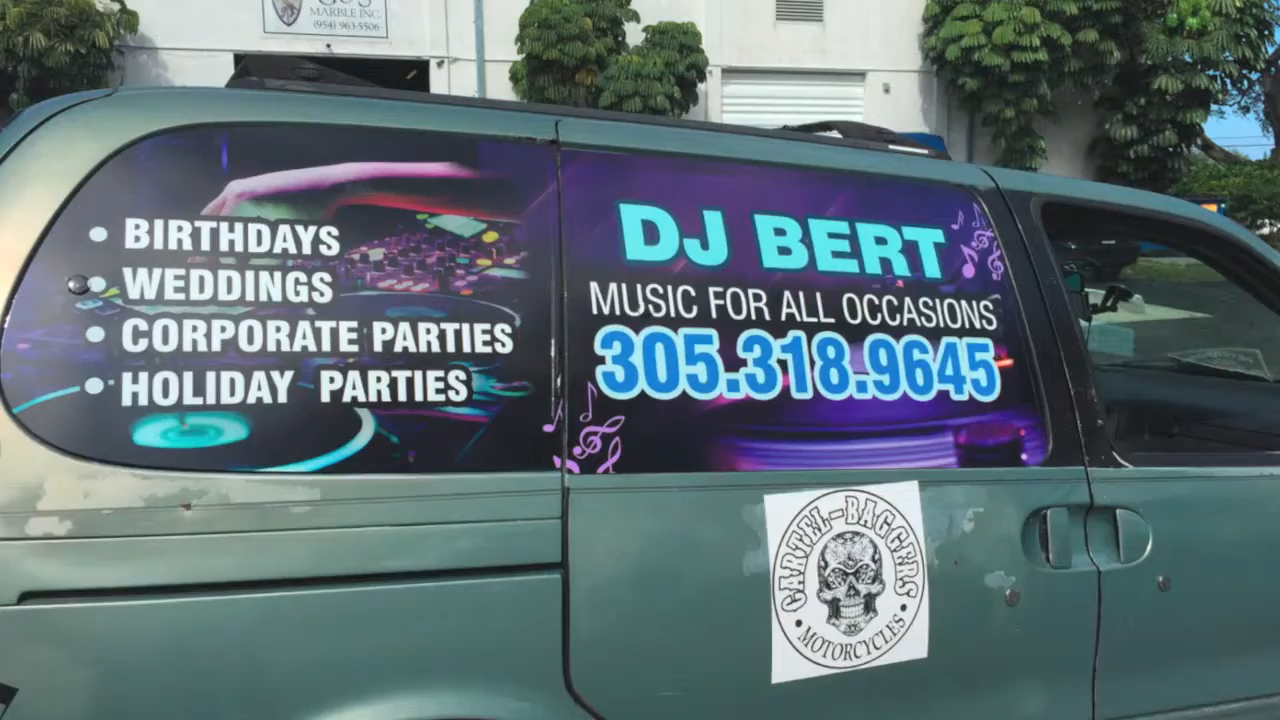 MARBLE INC.
(954) 963-5506
• BIRTHDAYS
• WEDDINGS
• CORPORATE PARTIES
• HOLIDAY PARTIES
DJ BERT
MUSIC FOR ALL OCCASIONS
305.318.9645
CARTEL-BAGGERS
• MOTORCYCLES •